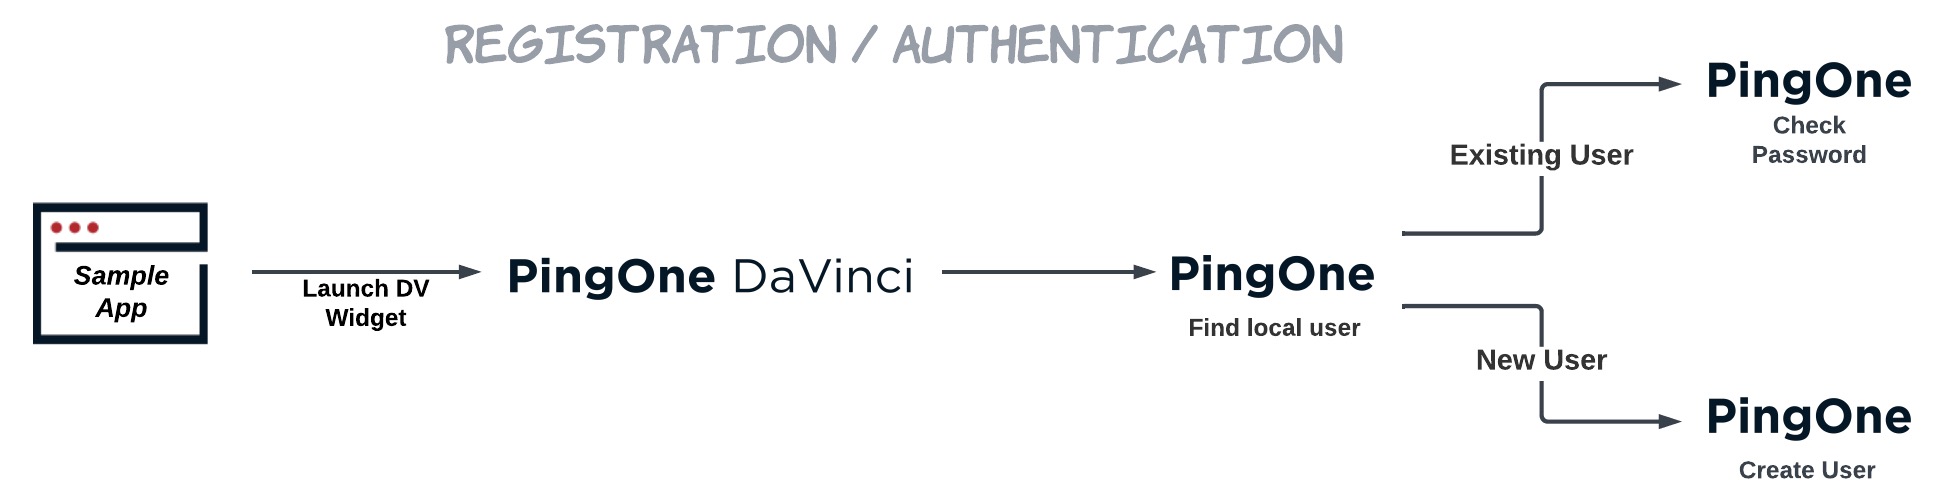 REGISTRATION / AUTHENTICATION
Sample
App
Launch DV
Widget
PingOne DaVinci
PingOne
Find local user
Existing User
PingOne
Check
Password
New User
PingOne
Create User